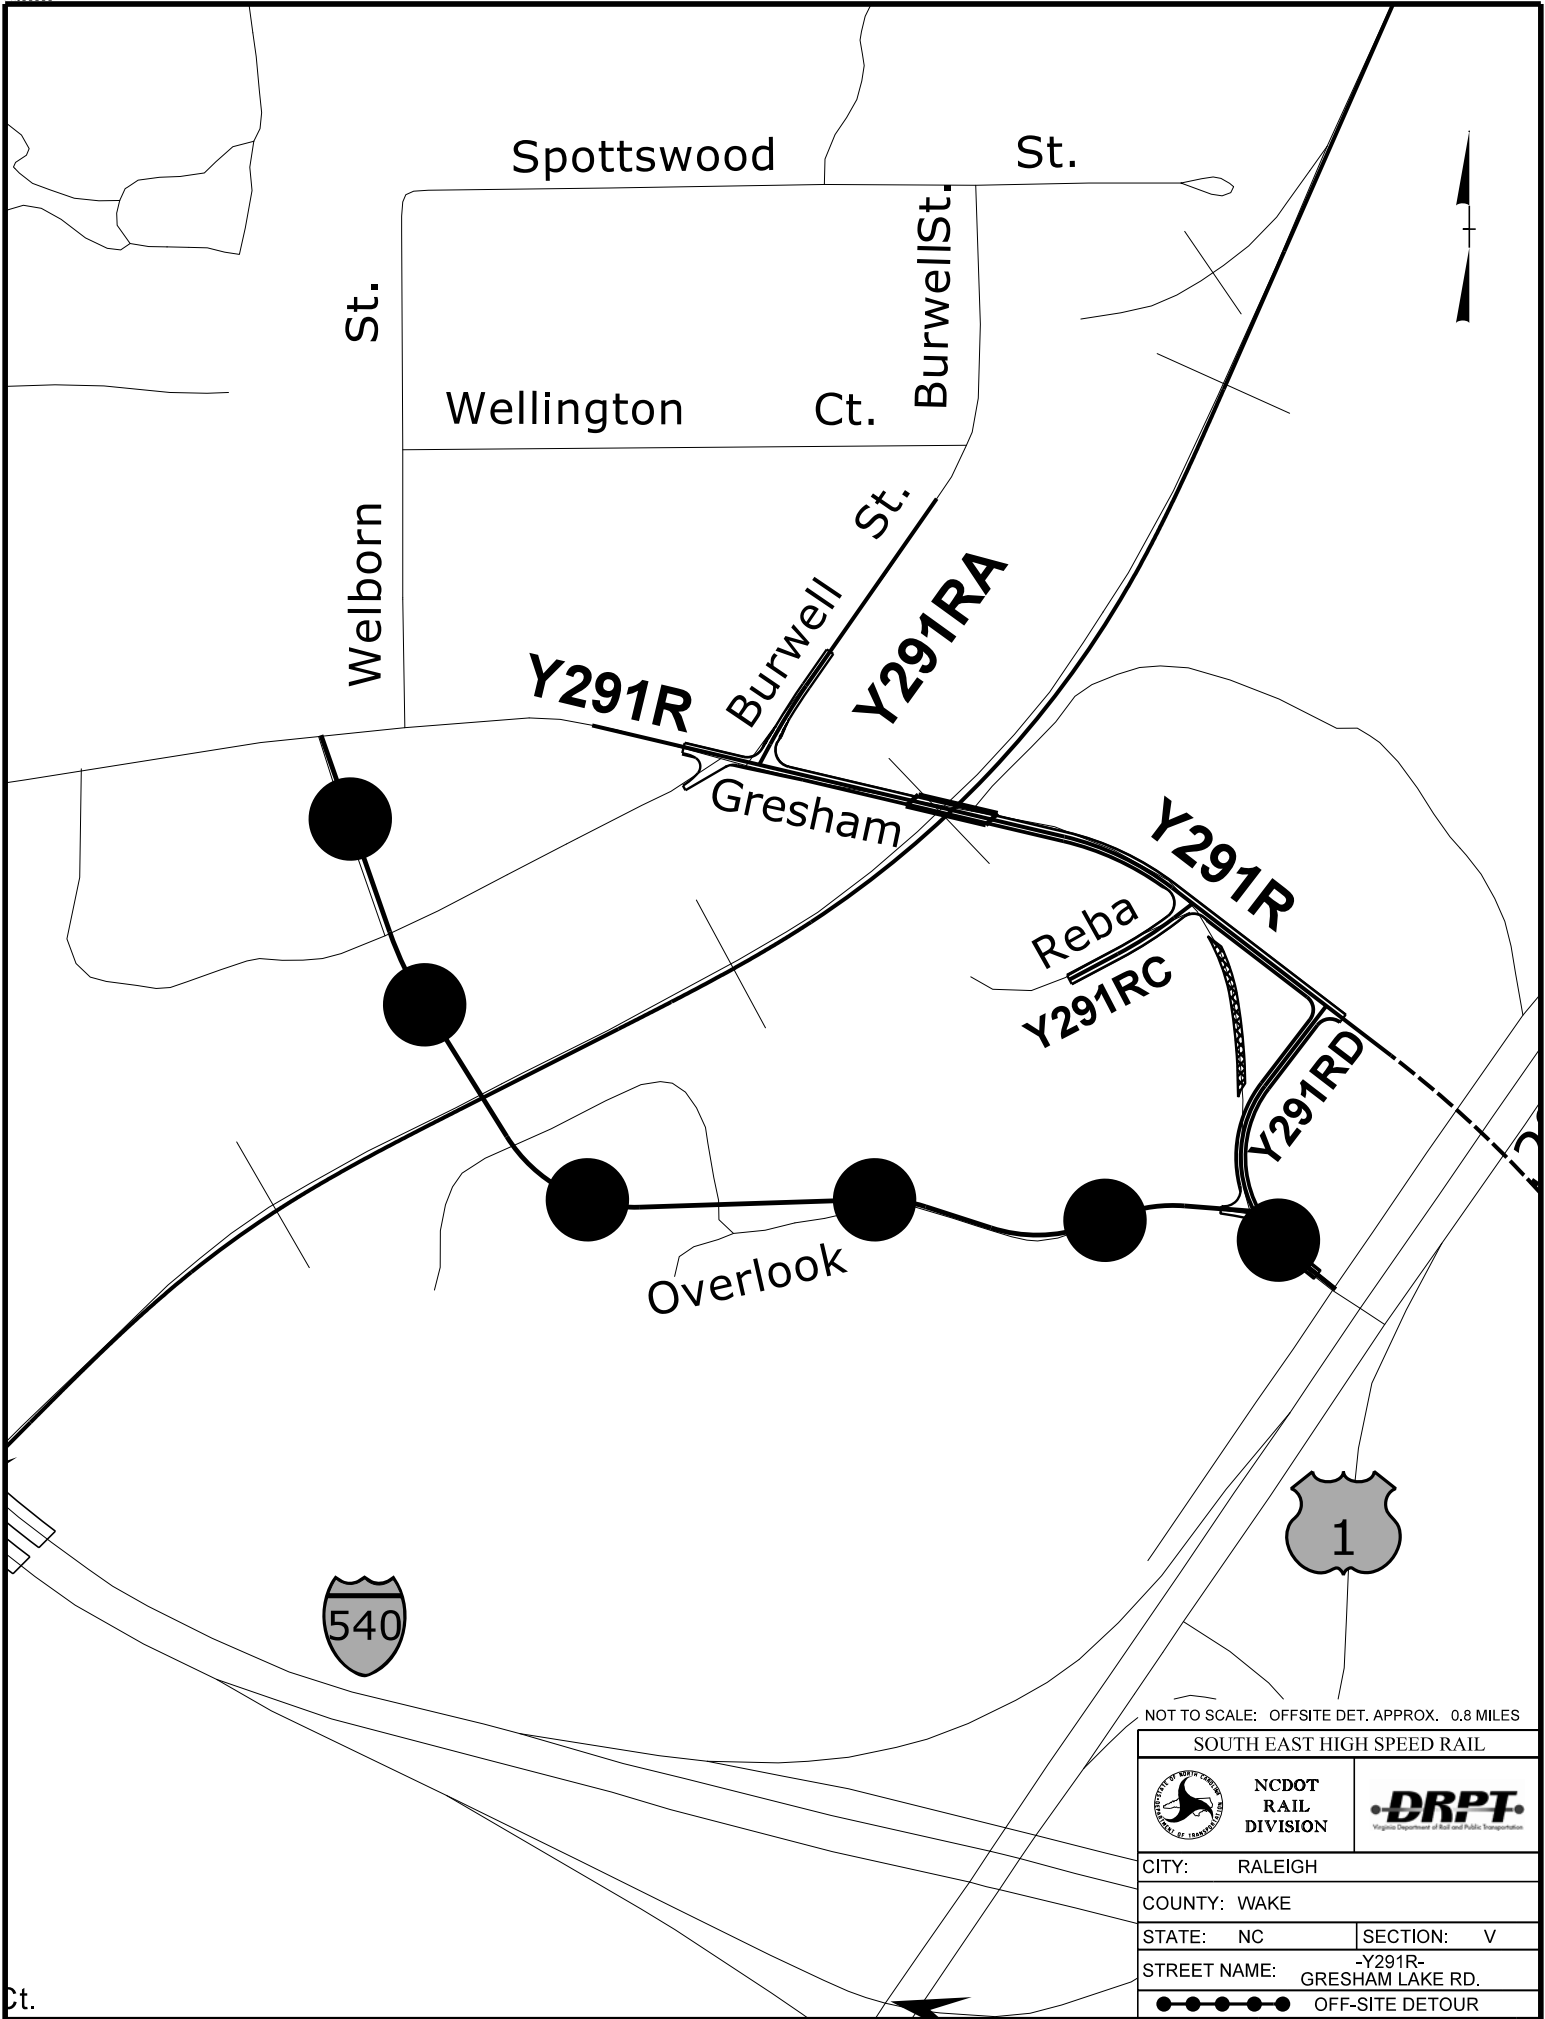 Spottswood St.
BurwellSt.
St.
Wellington Ct.
Welborn
St.
Burwell
Y291RA
Y291R
Gresham
Y291R
Reba
Y291RC
Y291RD
Overlook
1
540
NOT TO SCALE: OFFSITE DET. APPROX. 0.8 MILES
SOUTH EAST HIGH SPEED RAIL
NCDOT
RAIL
DIVISION
DRPT
Virginia Department of Rail and Public Transportation
CITY: RALEIGH
COUNTY: WAKE
STATE: NC SECTION: V
STREET NAME: -Y291R-
GRESHAM LAKE RD.
OFF-SITE DETOUR
Ct.